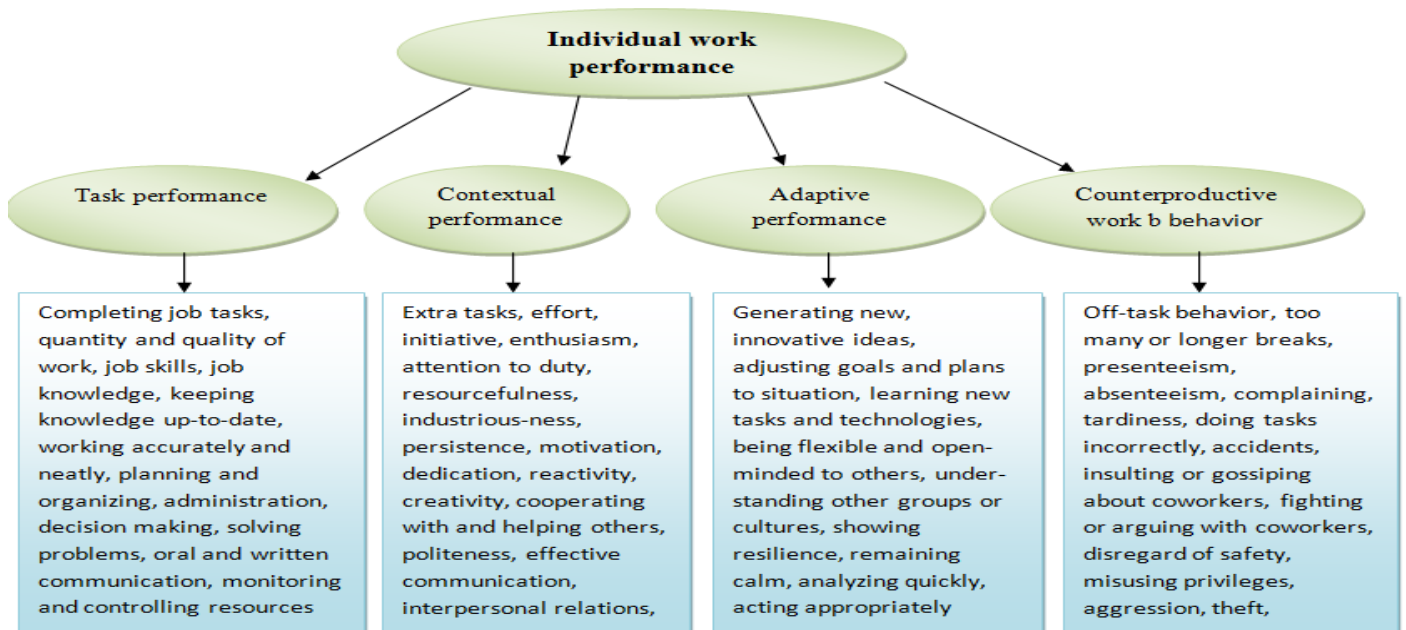 Individual work
performance
Task performance
Contextual
performance
Adaptive
performance
Counterproductive
work b behavior
Completing job tasks,
quantity and quality of
work, job skills, job
knowledge, keeping
knowledge up-to-date,
working accurately and
neatly, planning and
organizing, administration,
decision making, solving
problems, oral and written
communication, monitoring
and controlling resources
Extra tasks, effort,
initiative, enthusiasm,
attention to duty,
resourcefulness,
industrious-ness,
persistence, motivation,
dedication, reactivity,
creativity, cooperating
with and helping others,
politeness, effective
communication,
interpersonal relations,
Generating new,
innovative ideas,
adjusting goals and plans
to situation, learning new
tasks and technologies,
being flexible and open-
minded to others, under-
standing other groups or
cultures, showing
resilience, remaining
calm, analyzing quickly,
acting appropriately
Off-task behavior, too
many or longer breaks,
presenteeism,
absenteeism, complaining,
tardiness, doing tasks
incorrectly, accidents,
insulting or gossiping
about coworkers, fighting
or arguing with coworkers,
disregard of safety,
misusing privileges,
aggression, theft,